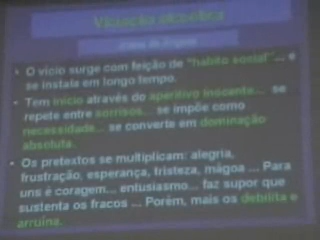 Viciação alcoólica
• O vício surge com feição de "habito social"... e
se instala em longo tempo.
• Tem início através do aperitivo inocente... se
repete entre sorrisos... se impõe como
necessidade... se converte em dominação
absoluta.
• Os pretextos se multiplicam: alegria,
frustração, esperança, tristeza, mágoa ... Para
uns é coragem... entusiasmo... faz supor que
sustenta os fracos ... Porém, mais os debilita e
arruína.